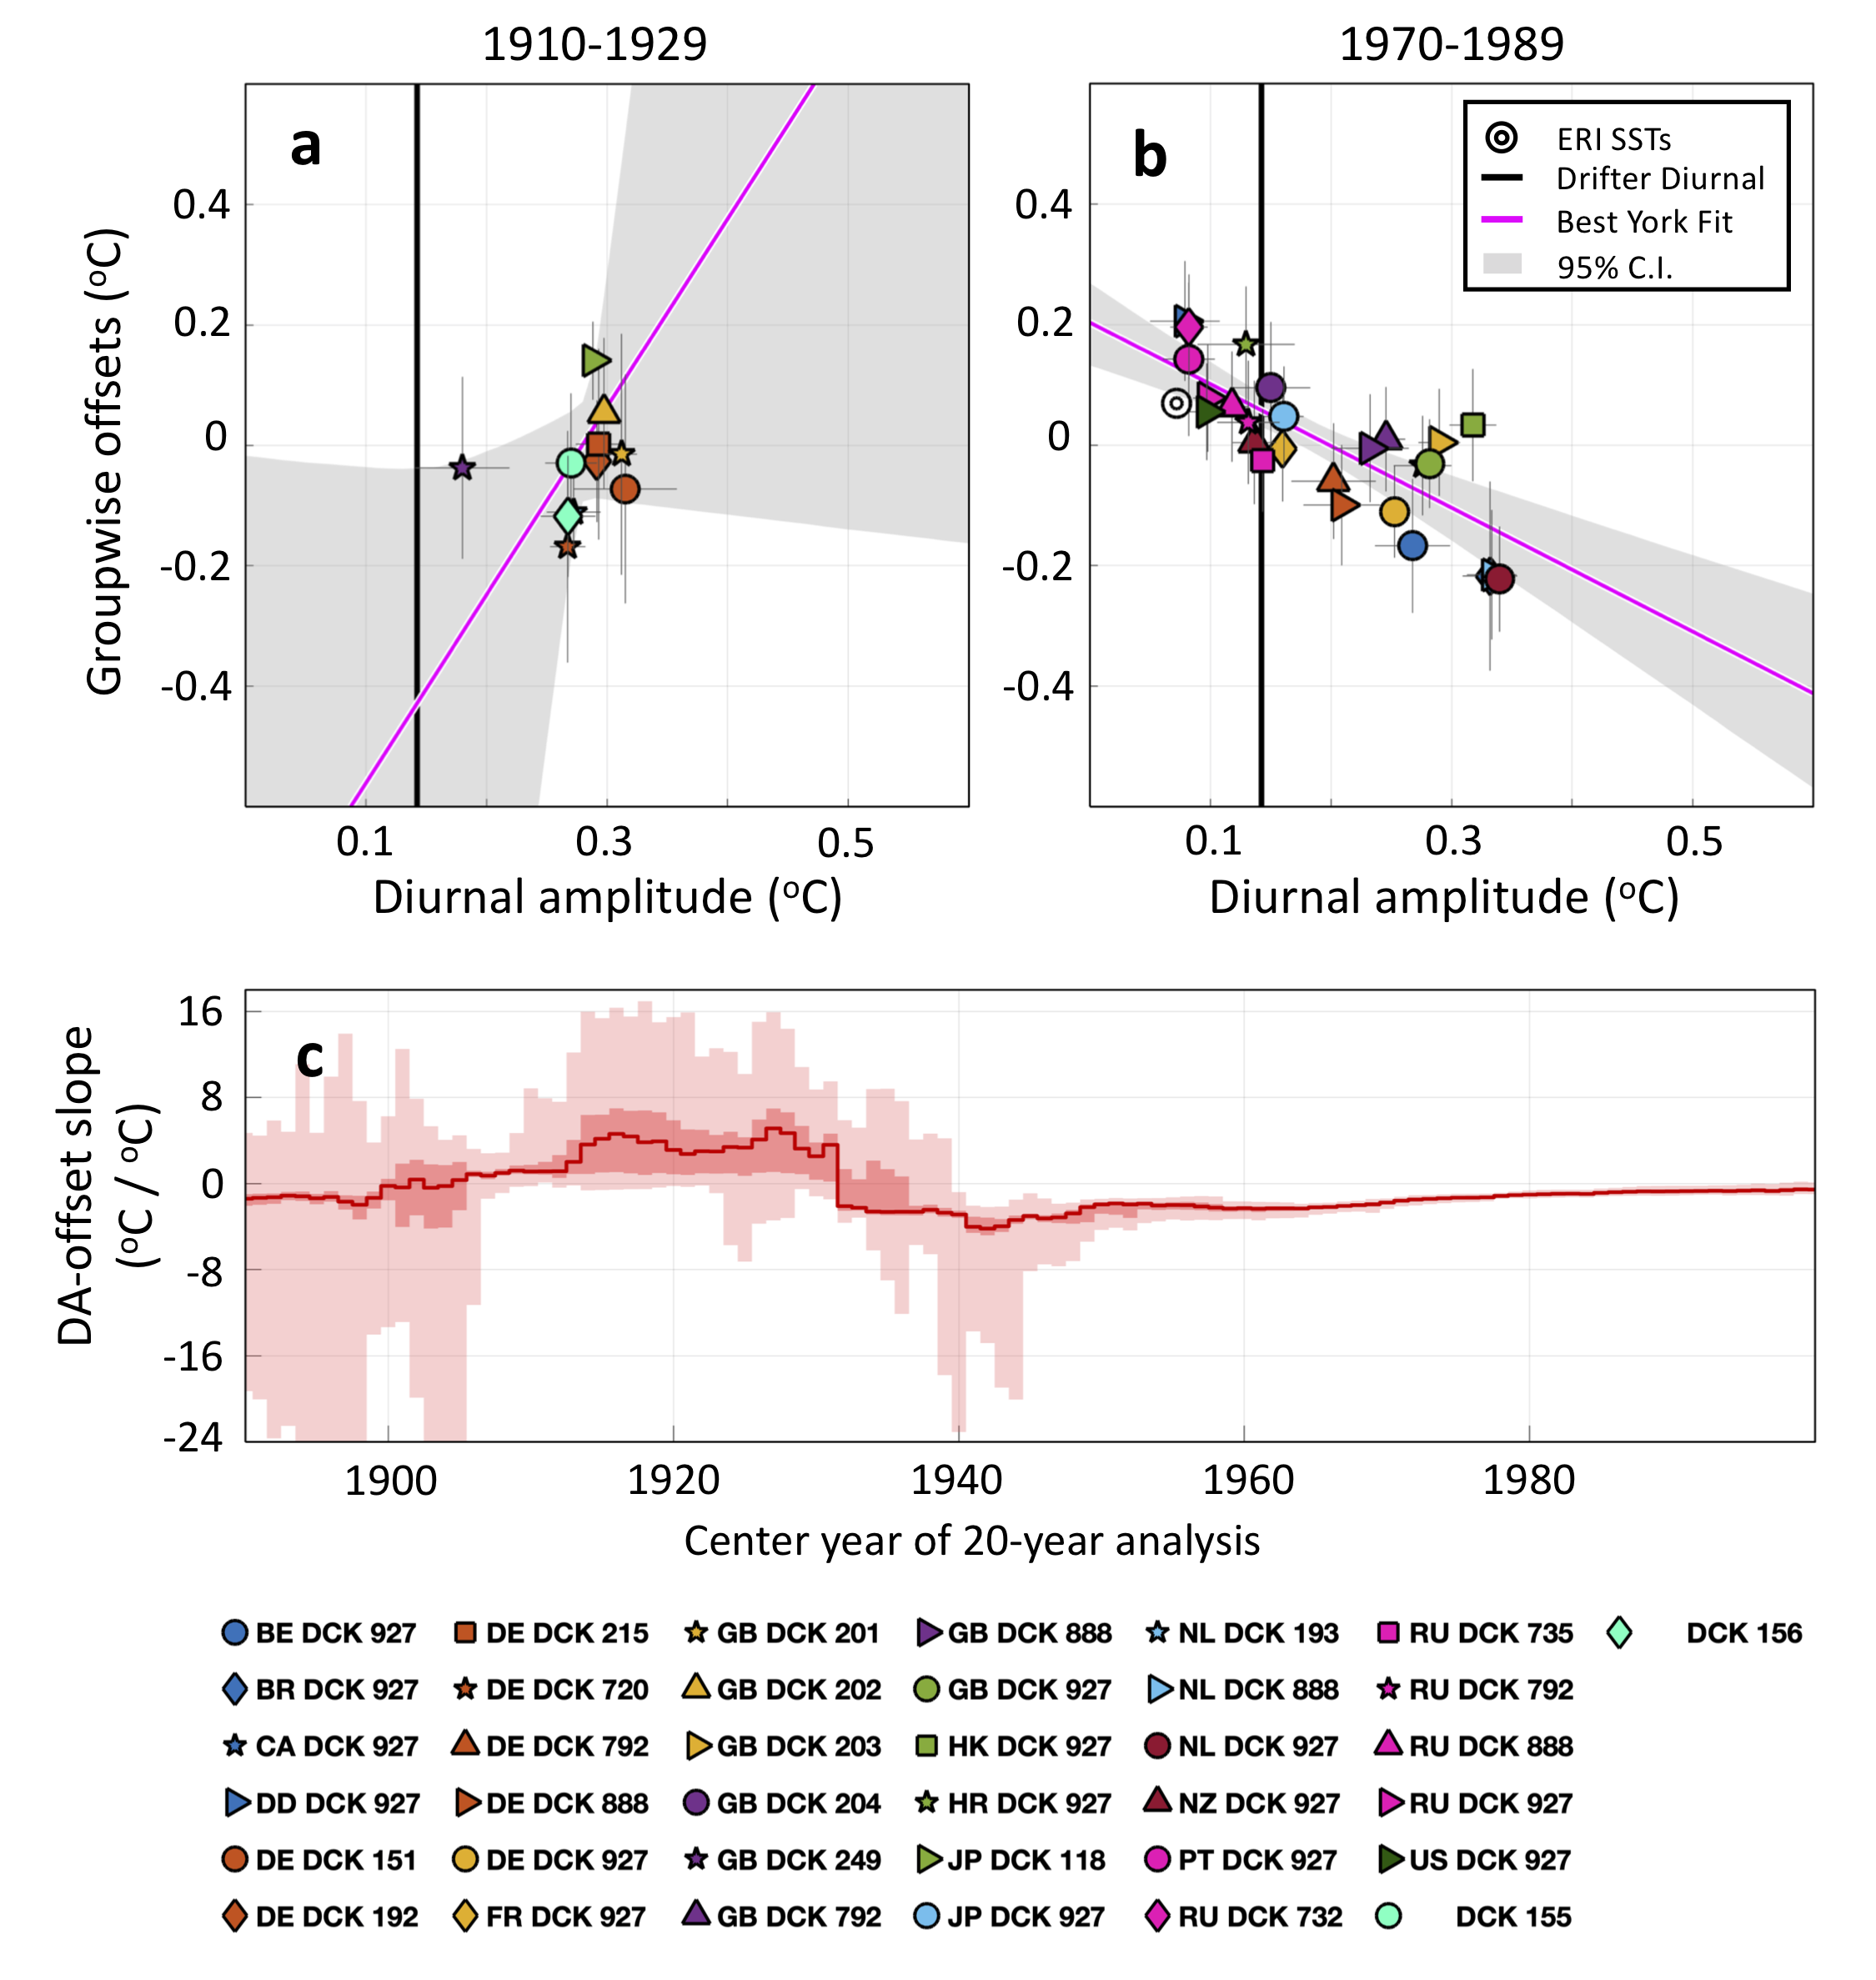 1910-1929
1970-1989
a
b
ERI SSTs
Drifter Diurnal
Best York Fit
95% C.I.
Groupwise offsets (°C)
0.4
0.2
0
-0.2
-0.4
0.4
0.2
0
-0.2
-0.4
0.1 0.3 0.5
0.1 0.3 0.5
Diurnal amplitude (°C)
Diurnal amplitude (°C)
c
DA-offset slope
(°C / °C)
16
8
0
-8
-16
-24
1900 1920 1940 1960 1980
Center year of 20-year analysis
BE DCK 927 DE DCK 215 GB DCK 201 GB DCK 888 NL DCK 193 RU DCK 735 DCK 156
BR DCK 927 DE DCK 720 GB DCK 202 GB DCK 927 NL DCK 888 RU DCK 792
CA DCK 927 DE DCK 792 GB DCK 203 HK DCK 927 NL DCK 927 RU DCK 888
DD DCK 927 DE DCK 888 GB DCK 204 HR DCK 927 NZ DCK 927 RU DCK 927
DE DCK 151 DE DCK 927 GB DCK 249 JP DCK 118 PT DCK 927 US DCK 927
DE DCK 192 FR DCK 927 GB DCK 792 JP DCK 927 RU DCK 732 DCK 155